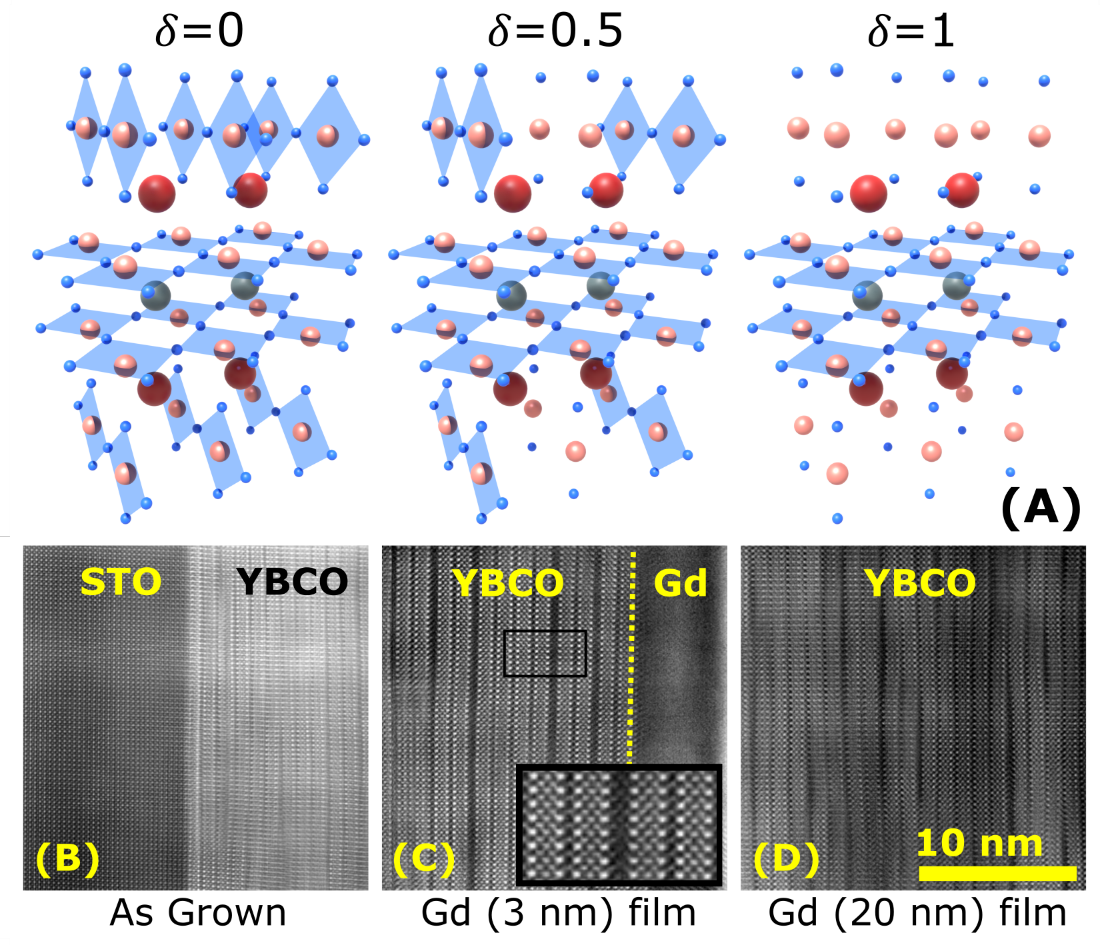 δ=0 δ=0.5 δ=1
(A)
STO YBCO YBCO Gd YBCO
10 nm
(B) (C) (D)
As Grown Gd (3 nm) film Gd (20 nm) film